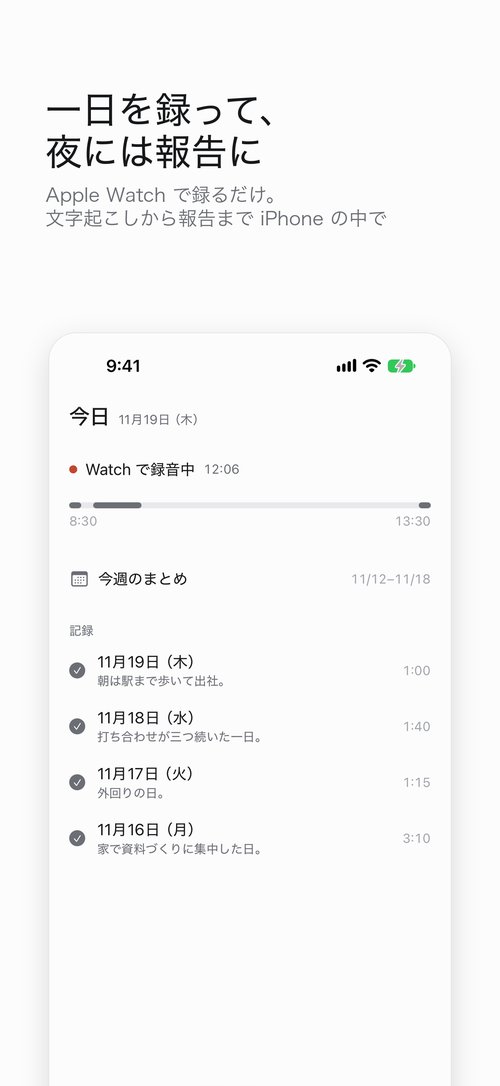 一日を録って、
夜には報告に
Apple Watch で録るだけ。
文字起こしから報告まで iPhone の中で
9:41
今日 11月19日（木）
Watch で録音中 12:06
8:30 13:30
今週のまとめ 11/12–11/18
記録
11月19日（木）
朝は駅まで歩いて出社。
1:00
11月18日（水）
打ち合わせが三つ続いた一日。
1:40
11月17日（火）
外回りの日。
1:15
11月16日（月）
家で資料づくりに集中した日。
3:10